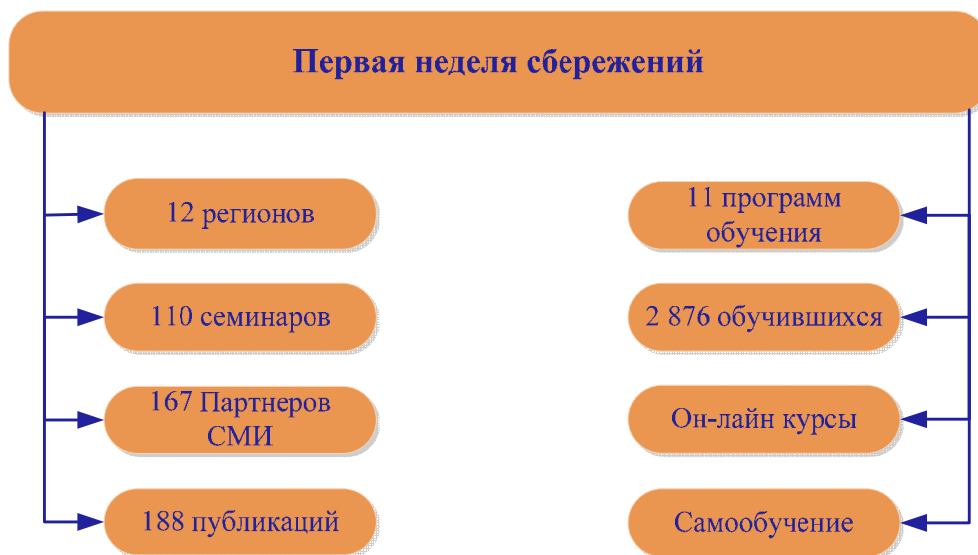 Первая неделя сбережений
12 регионов
110 семинаров
167 Партнеров
СМИ
188 публикаций
11 программ
обучения
2 876 обучившихся
Он-лайн курсы
Самообучение